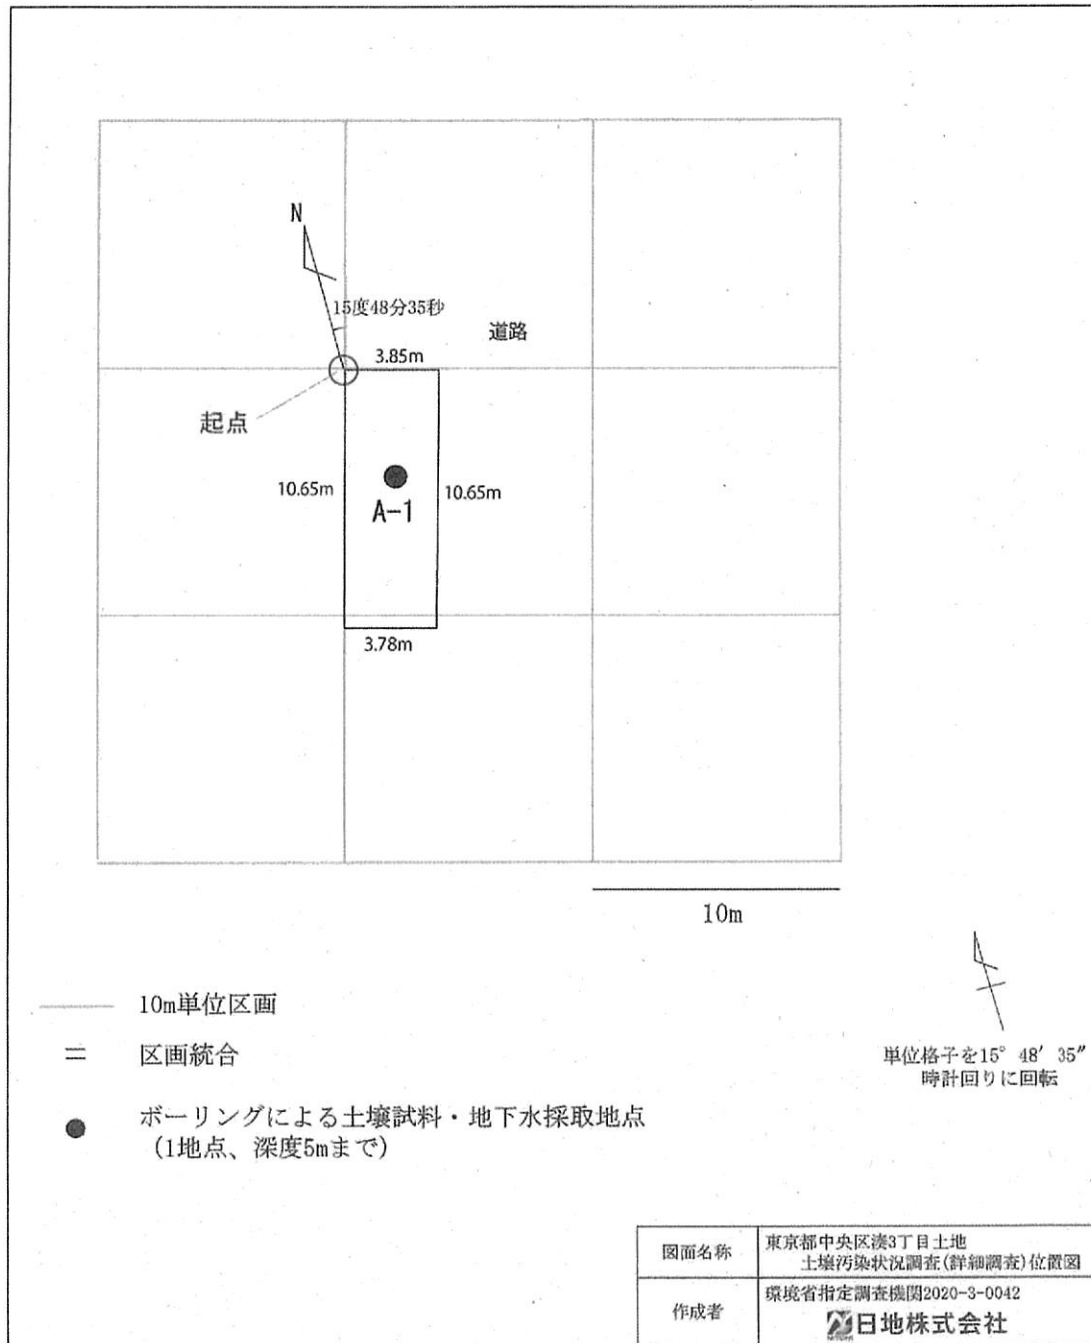 N
15度48分35秒
道路
3.85m
起点
10.65m
10.65m
A-1
3.78m
10m
10m単位区画
区画統合
単位格子を15° 48′ 35″
時計回りに回転
ボーリングによる土壌試料・地下水採取地点
(1地点、深度5mまで)
図面名称
東京都中央区湊3丁目土地
土壌汚染状況調査(詳細調査)位置図
作成者
環境省指定調査機関2020-3-0042
日地株式会社